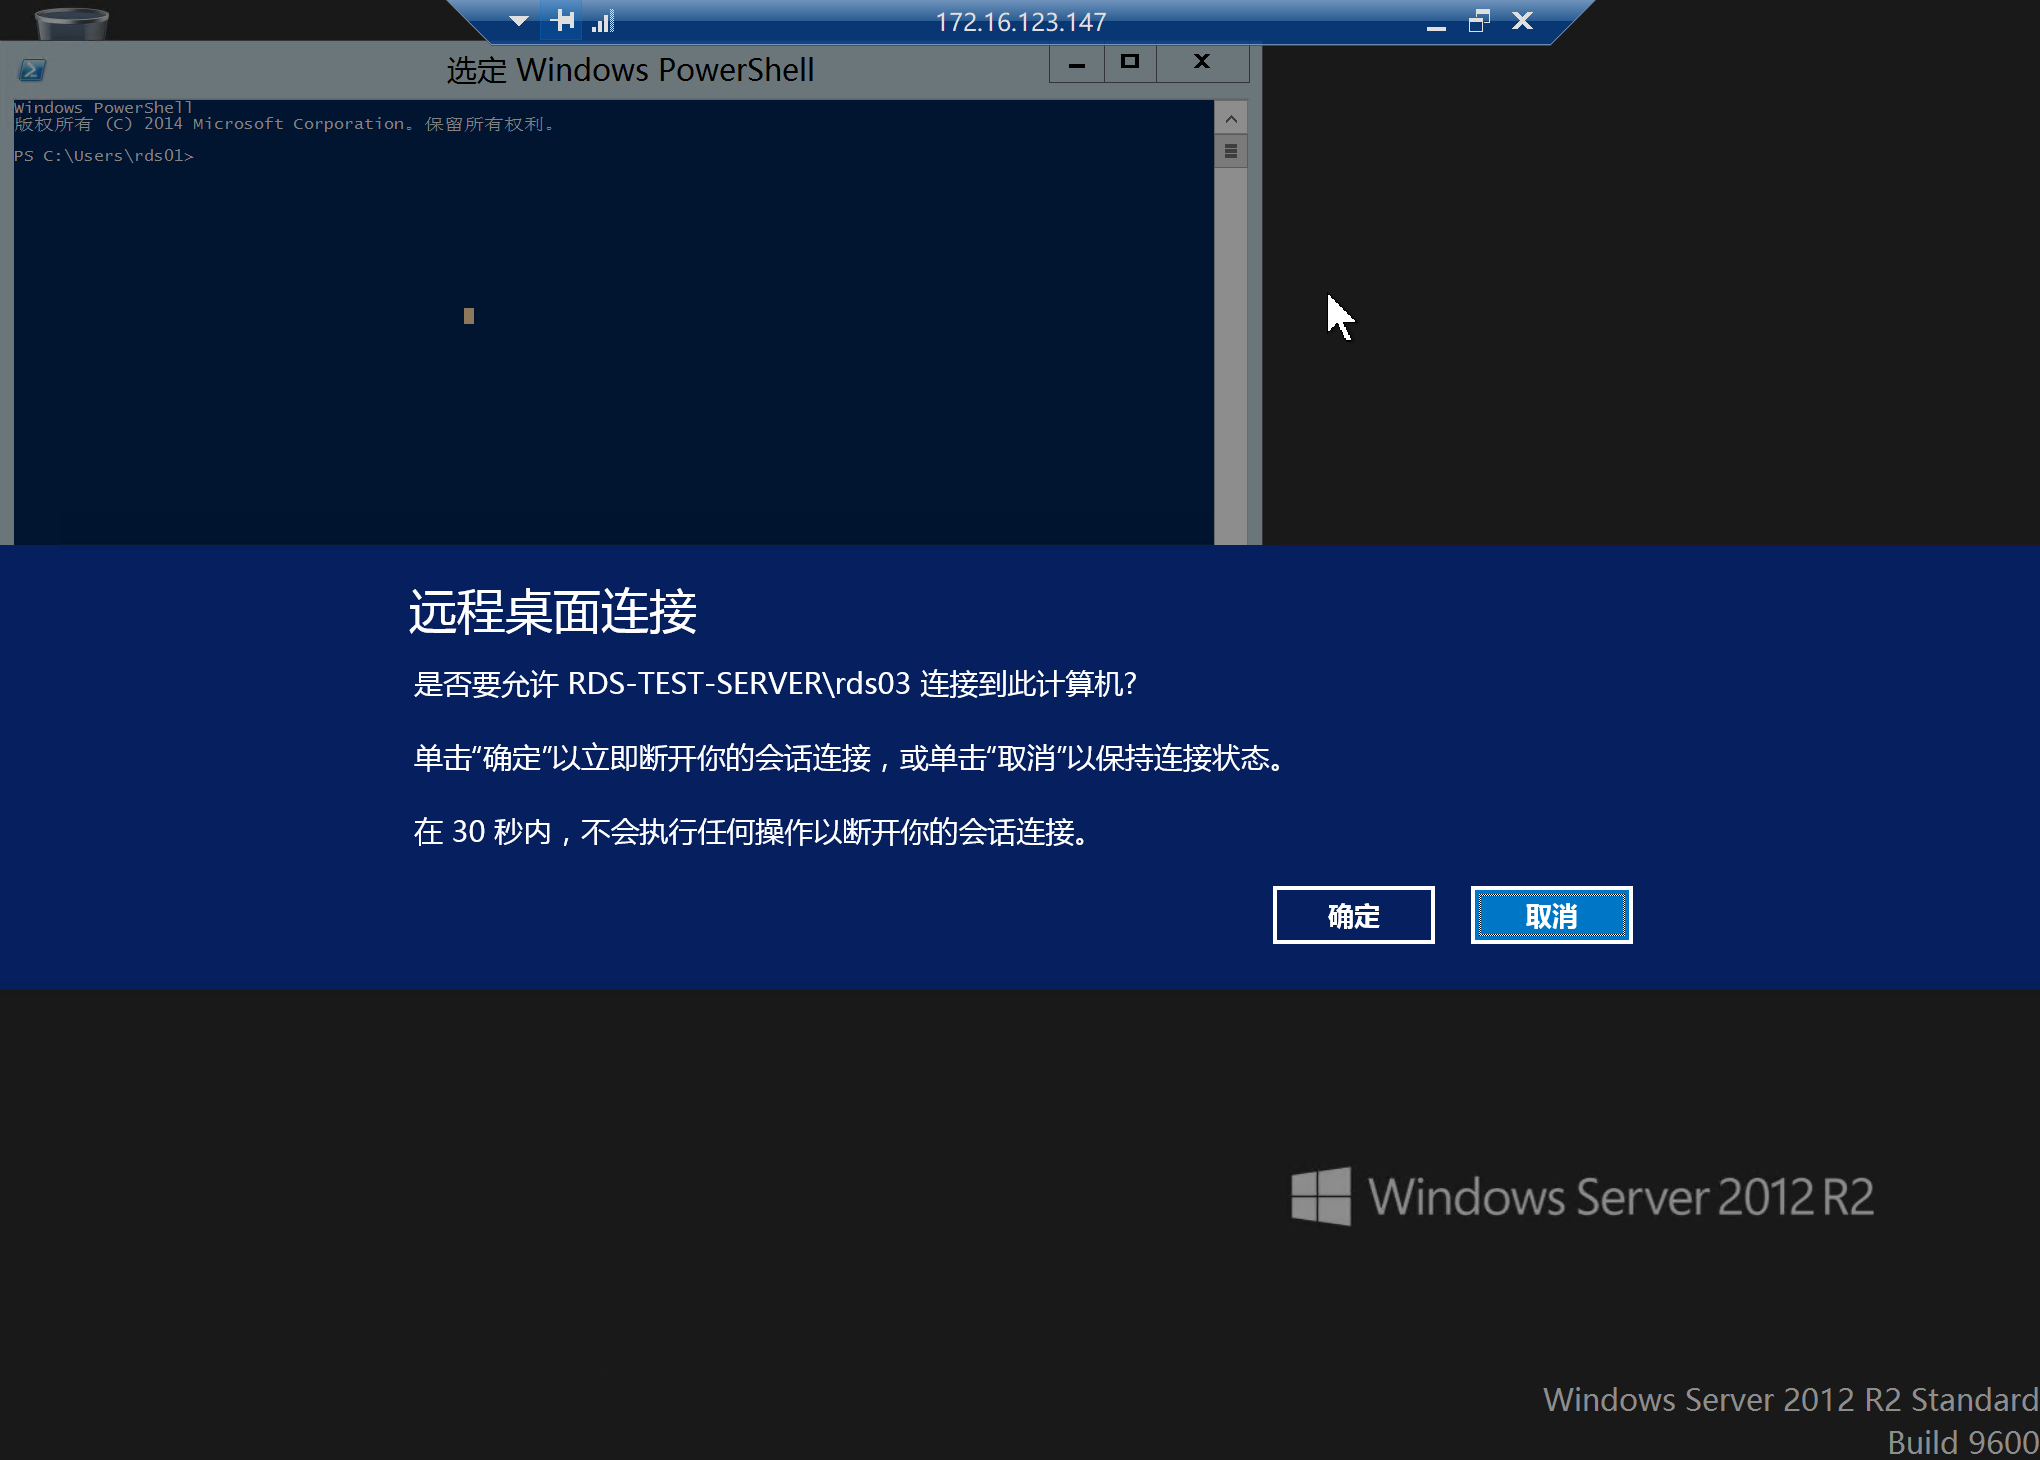 172.16.123.147
选定 Windows PowerShell
Windows PowerShell
版权所有 (C) 2014 Microsoft Corporation。保留所有权利。
PS C:\Users\rds01>
远程桌面连接
是否要允许 RDS-TEST-SERVER\rds03 连接到此计算机?
单击“确定”以立即断开你的会话连接，或单击“取消”以保持连接状态。
在 30 秒内，不会执行任何操作以断开你的会话连接。
确定 取消
Windows Server 2012 R2
Windows Server 2012 R2 Standard
Build 9600